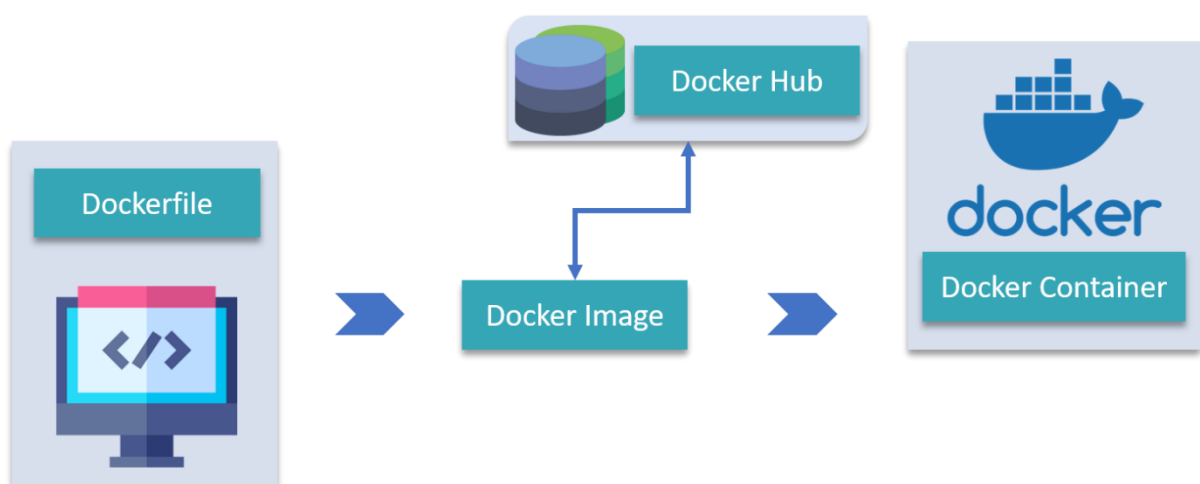 Docker Hub
Dockerfile
</>
docker
Docker Container
Docker Image